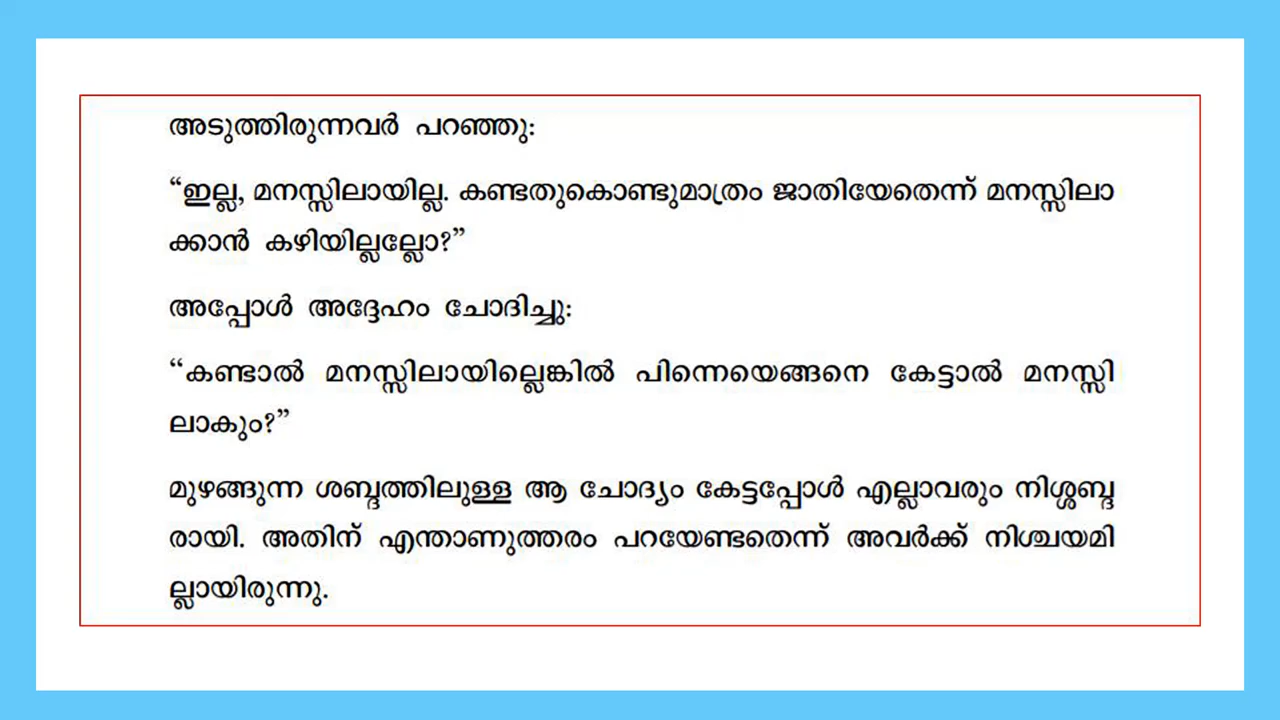 അടുത്തിരുന്നവർ പറഞ്ഞു:
“ഇല്ല, മനസ്സിലായില്ല. കണ്ടതുകൊണ്ടുമാത്രം ജാതിയേതെന്ന് മനസ്സിലാ
ക്കാൻ കഴിയില്ലല്ലോ?”
അപ്പോൾ അദ്ദേഹം ചോദിച്ചു:
“കണ്ടാൽ മനസ്സിലായില്ലെങ്കിൽ പിന്നെയെങ്ങനെ കേട്ടാൽ മനസ്സി
ലാകും?”
മുഴങ്ങുന്ന ശബ്ദത്തിലുള്ള ആ ചോദ്യം കേട്ടപ്പോൾ എല്ലാവരും നിശ്ശബ്ദ
രായി. അതിന് എന്താണുത്തരം പറയേണ്ടതെന്ന് അവർക്ക് നിശ്ചയമി
ല്ലായിരുന്നു.